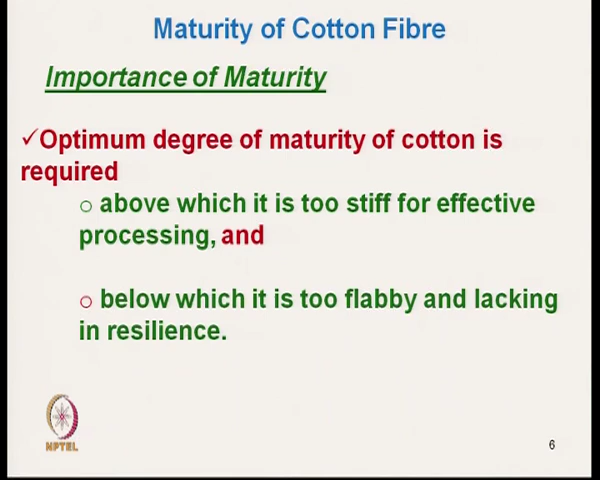 Maturity of Cotton Fibre
Importance of Maturity
✓Optimum degree of maturity of cotton is
required
o above which it is too stiff for effective
processing, and
o below which it is too flabby and lacking
in resilience.
NPTEL
6